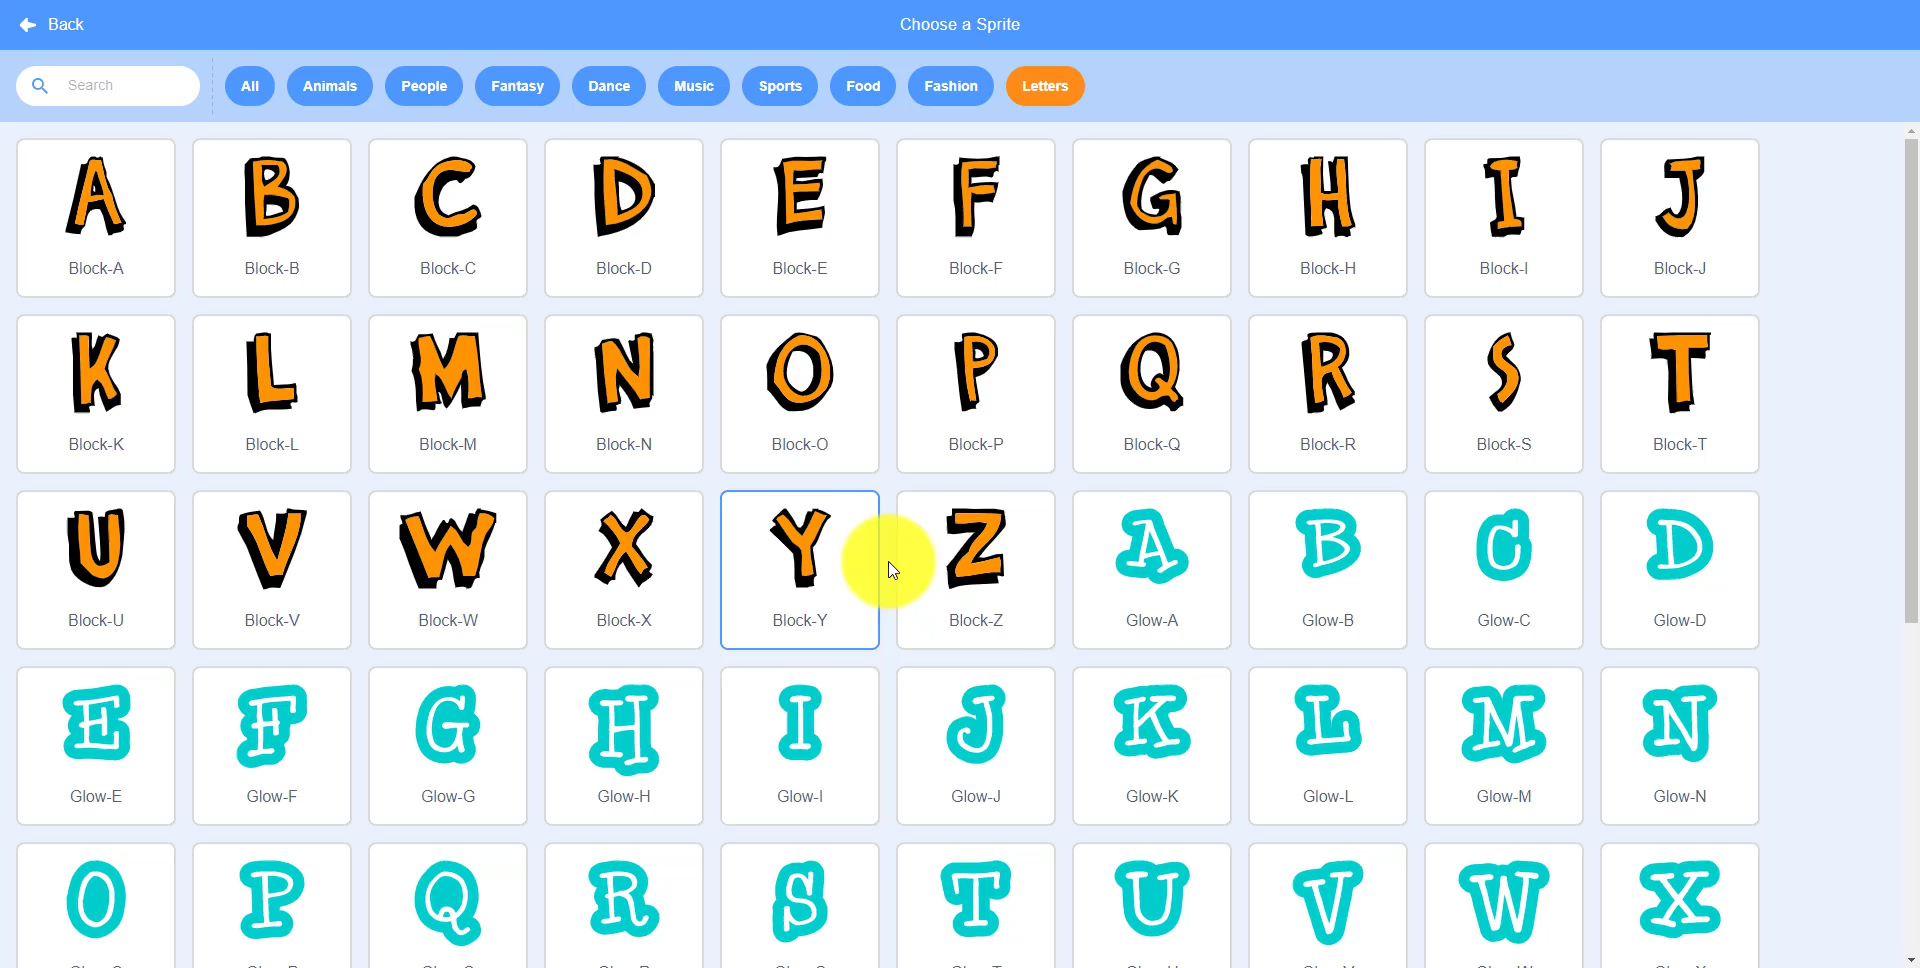 Back
Choose a Sprite
Search
All Animals People Fantasy Dance Music Sports Food Fashion Letters
A B C D E F G H I J
Block-A Block-B Block-C Block-D Block-E Block-F Block-G Block-H Block-I Block-J
K L M N O P Q R S T
Block-K Block-L Block-M Block-N Block-O Block-P Block-Q Block-R Block-S Block-T
U V W X Y Z A B C D
Block-U Block-V Block-W Block-X Block-Y Block-Z Glow-A Glow-B Glow-C Glow-D
E F G H I J K L M N
Glow-E Glow-F Glow-G Glow-H Glow-I Glow-J Glow-K Glow-L Glow-M Glow-N
O P Q R S T U V W X